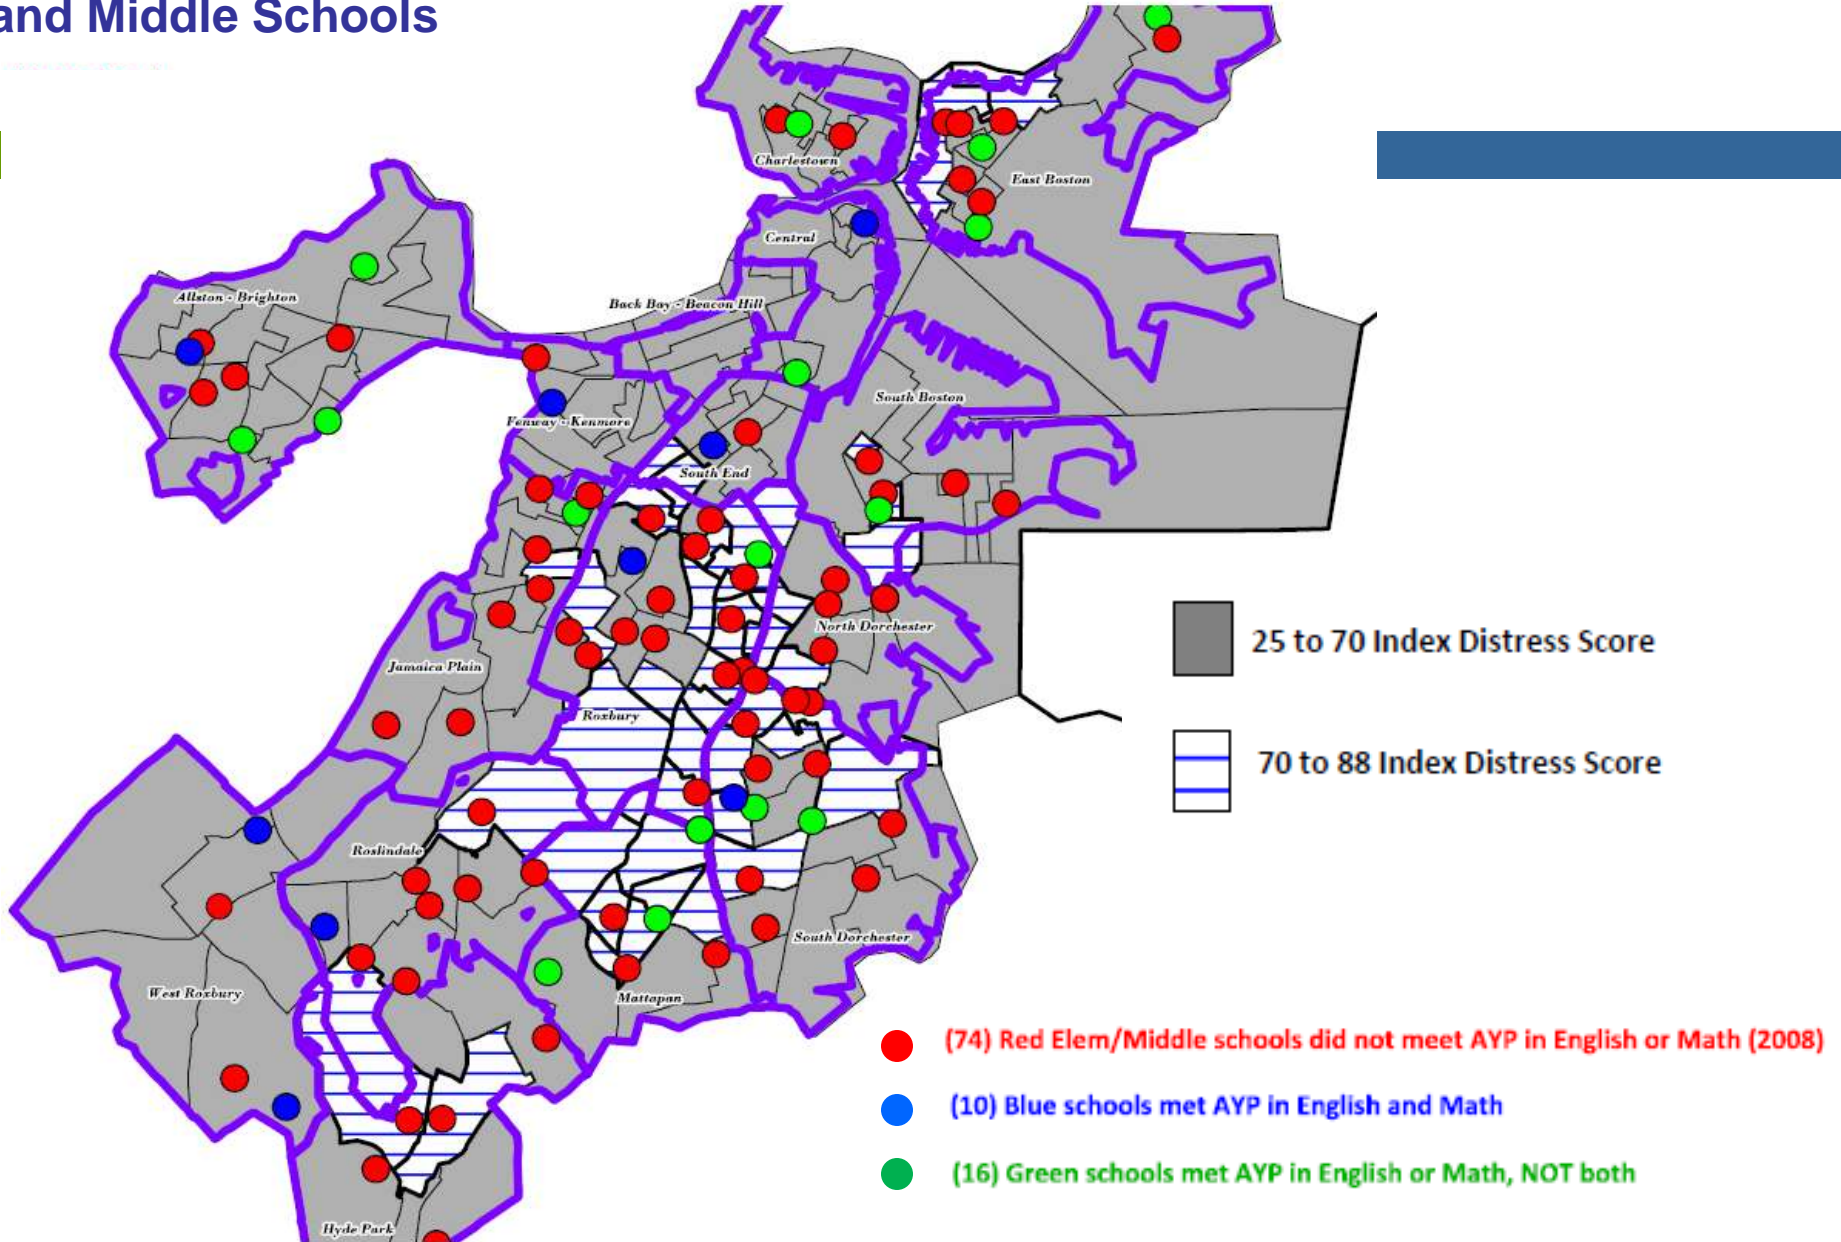 and Middle Schools
Charlestown
East Boston
Central
Allston - Brighton
Back Bay - Beacon Hill
South Boston
Fenway - Kenmore
South End
North Dorchester
25 to 70 Index Distress Score
Jamaica Plain
Roxbury
70 to 88 Index Distress Score
Roslindale
South Dorchester
West Roxbury
Mattapan
(74) Red Elem/Middle schools did not meet AYP in English or Math (2008)
(10) Blue schools met AYP in English and Math
(16) Green schools met AYP in English or Math, NOT both
Hyde Park